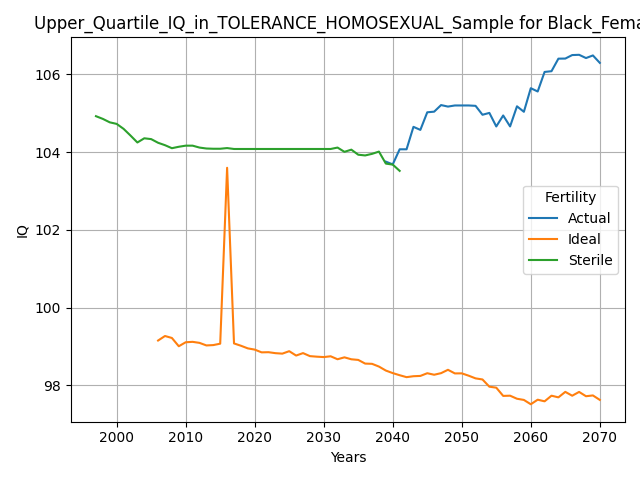 Upper_Quartile_IQ_in_TOLERANCE_HOMOSEXUAL_Sample for Black_Fema
106
104
102
100
98
IQ
Fertility
Actual
Ideal
Sterile
2000 2010 2020 2030 2040 2050 2060 2070
Years